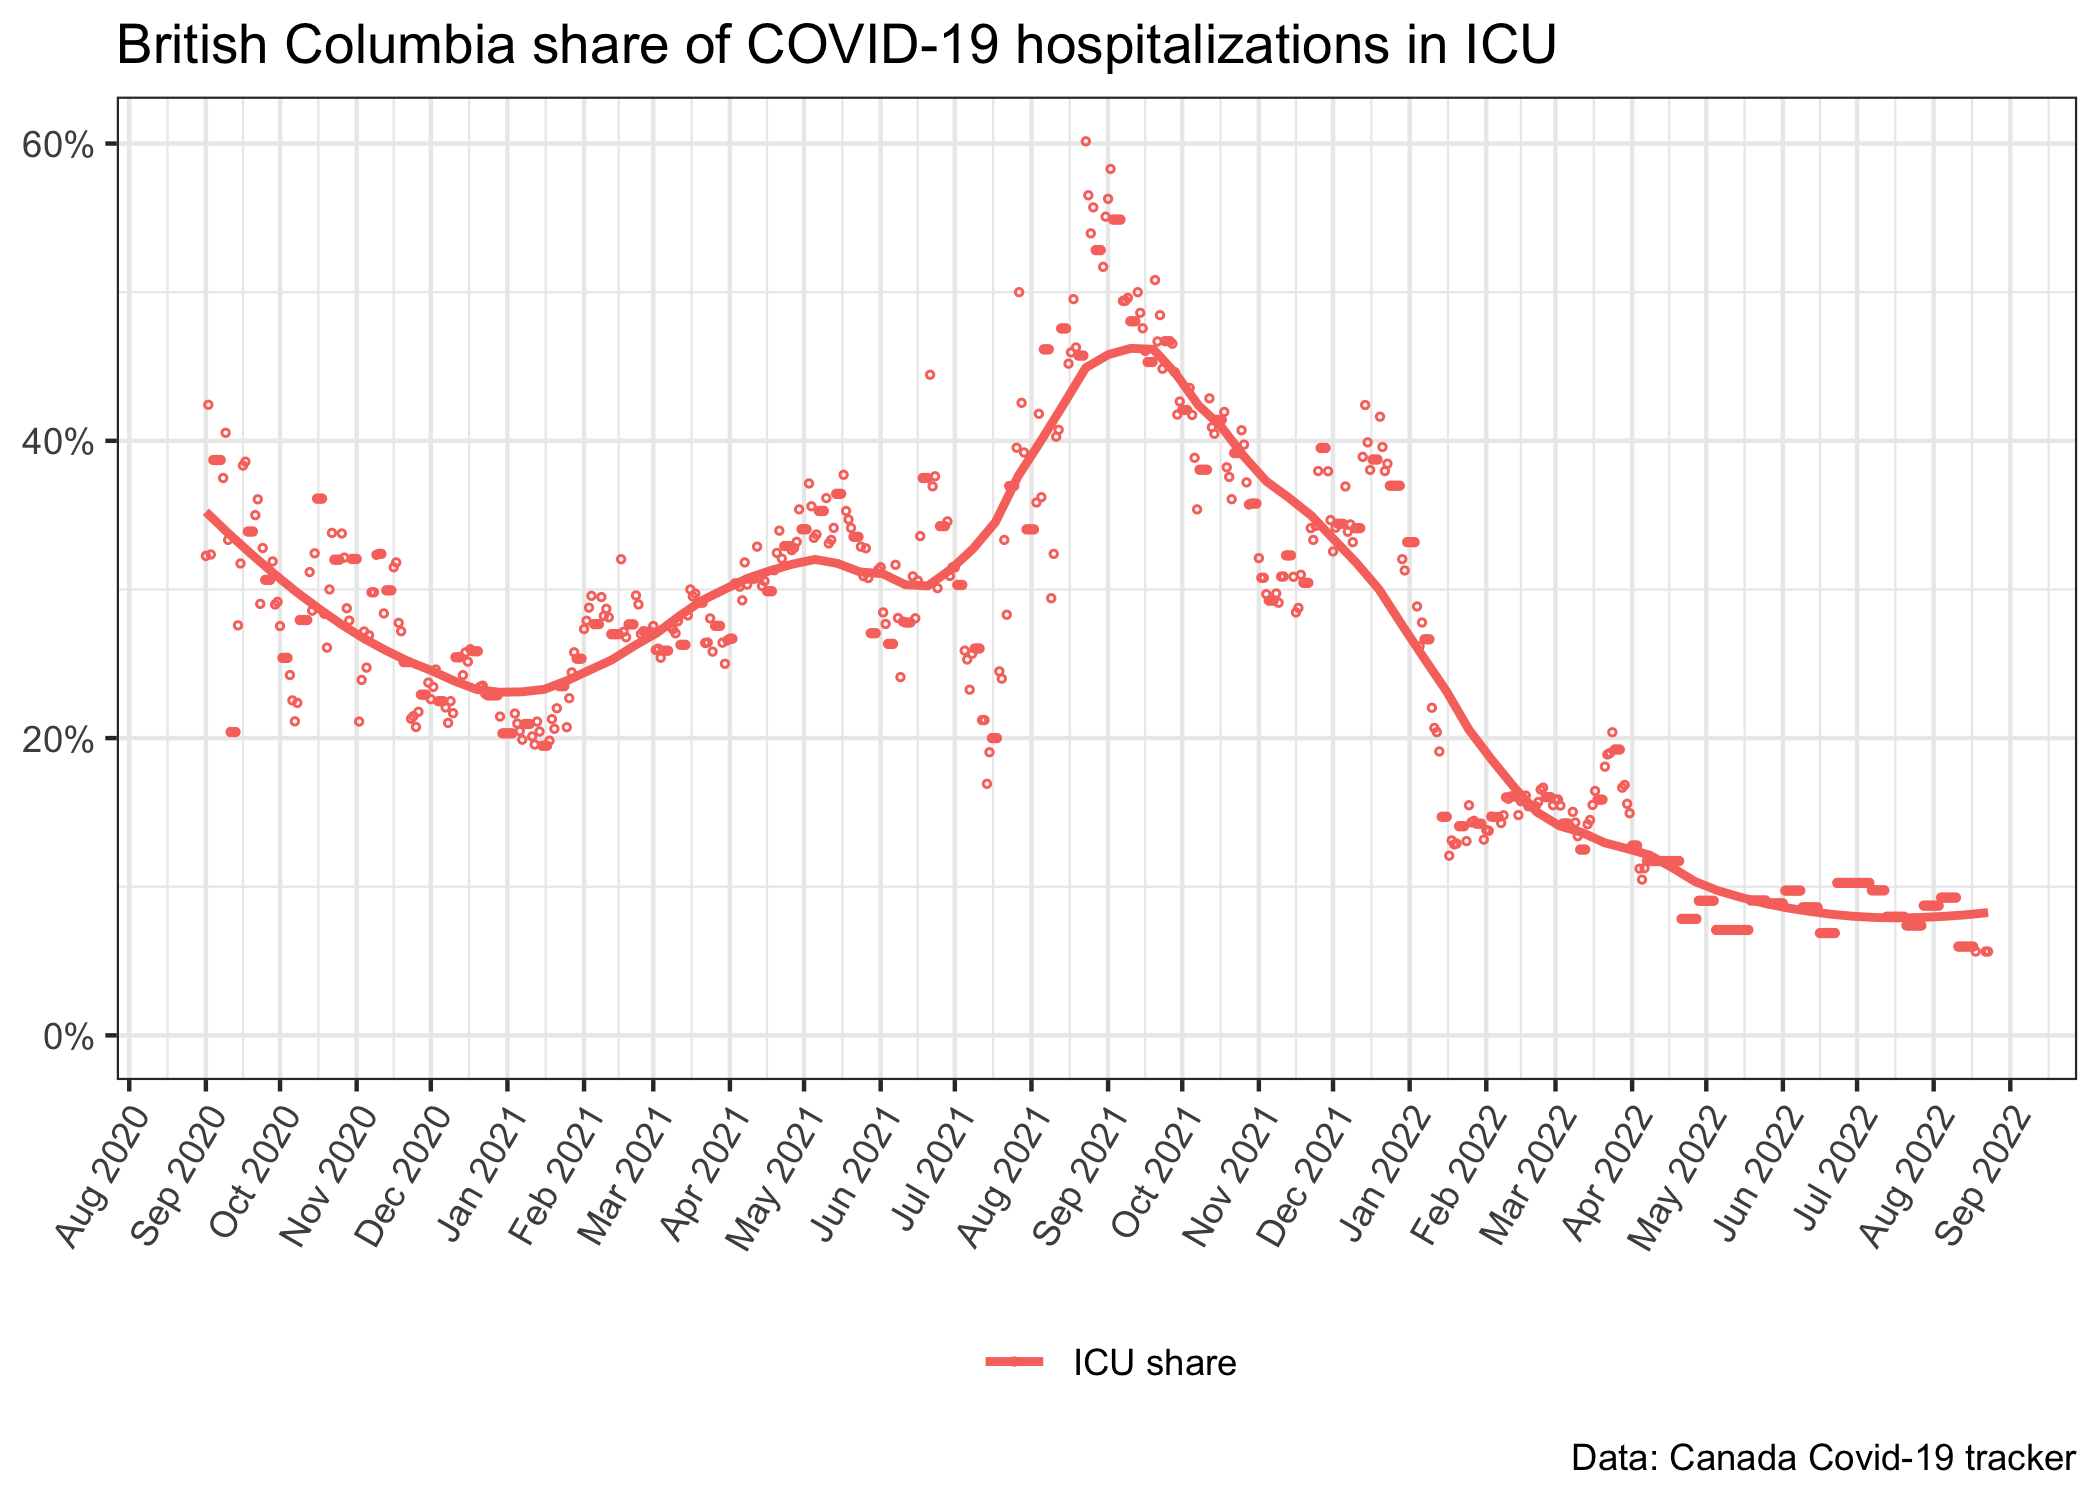 British Columbia share of COVID-19 hospitalizations in ICU
60%
40%
20%
0%
Aug 2020
Sep 2020
Oct 2020
Nov 2020
Dec 2020
Jan 2021
Feb 2021
Mar 2021
Apr 2021
May 2021
Jun 2021
Jul 2021
Aug 2021
Sep 2021
Oct 2021
Nov 2021
Dec 2021
Jan 2022
Feb 2022
Mar 2022
Apr 2022
May 2022
Jun 2022
Jul 2022
Aug 2022
Sep 2022
ICU share
Data: Canada Covid-19 tracker